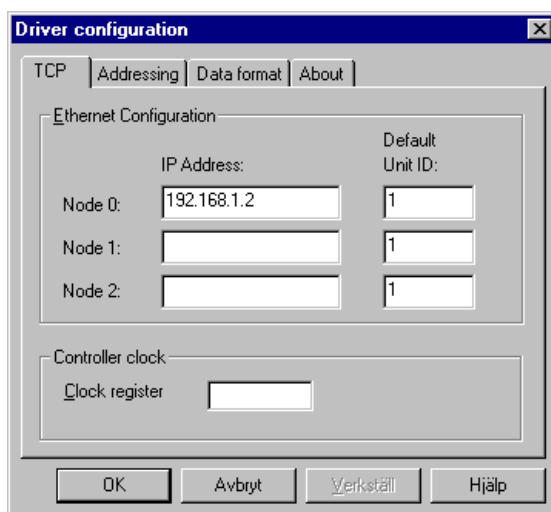 Driver configuration
TCP Addressing Data format About
Ethernet Configuration
Default
IP Address: Unit ID:
Node 0: 192.168.1.2 1
Node 1: 1
Node 2: 1
Controller clock
Clock register
OK Avbryt Verkställ Hjälp